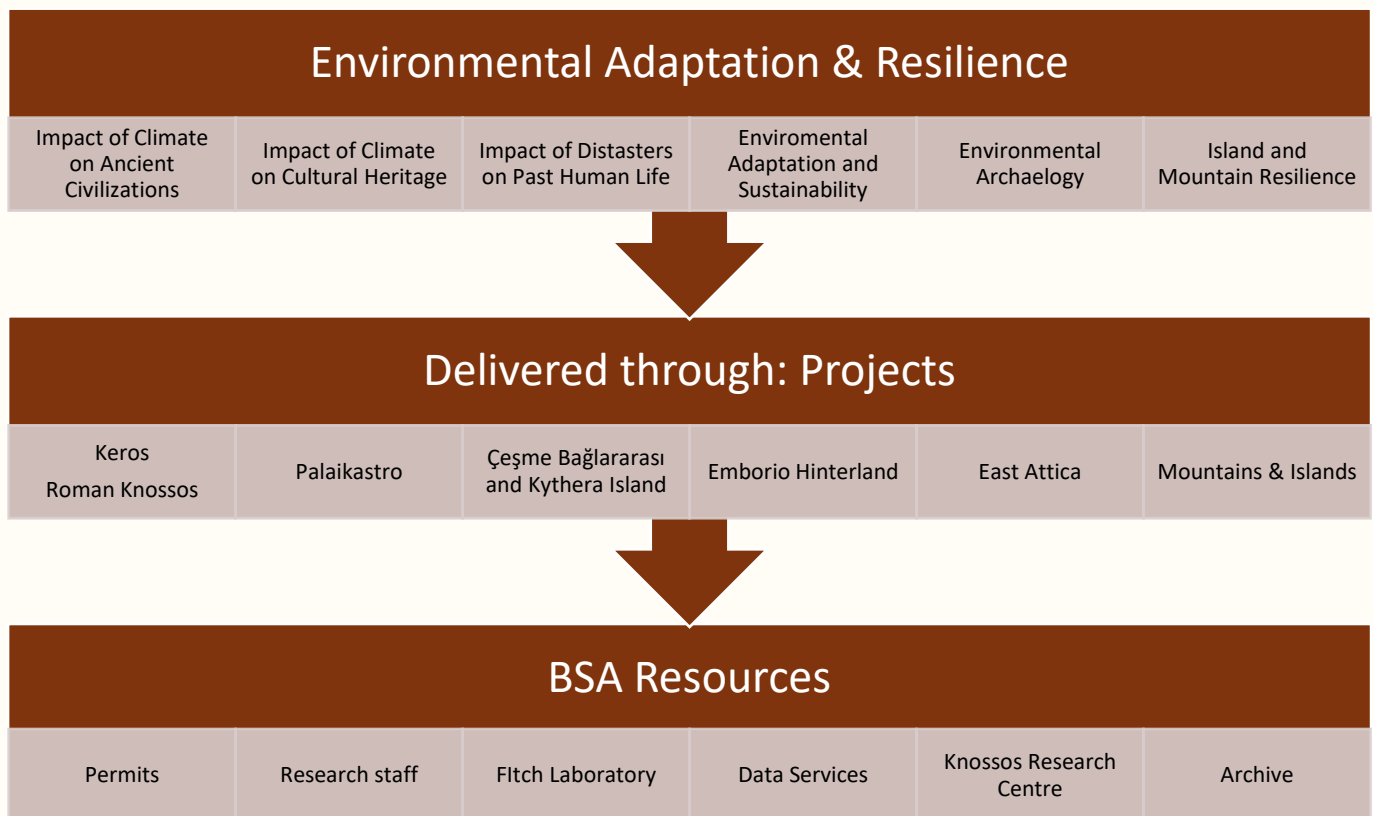 Environmental Adaptation & Resilience
Impact of Climate
on Ancient
Civilizations
Impact of Climate
on Cultural Heritage
Impact of Distasters
on Past Human Life
Enviromental
Adaptation and
Sustainability
Environmental
Archaelogy
Island and
Mountain Resilience
Delivered through: Projects
Keros
Roman Knossos
Palaikastro
Çeşme Bağlararası
and Kythera Island
Emborio Hinterland
East Attica
Mountains & Islands
BSA Resources
Permits
Research staff
FItch Laboratory
Data Services
Knossos Research
Centre
Archive